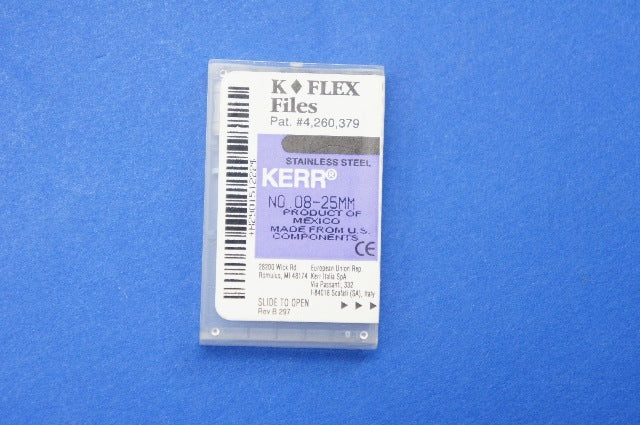 K♦FLEX
Files
Pat. #4,260,379
STAINLESS STEEL
KERR®
NO. 08-25MM
PRODUCT OF
MEXICO
MADE FROM U.S.
COMPONENTS
CE
28200 Wick Rd.
Romulus, MI 48174
European Union Rep.
Kerr Italia SpA
Via Passanti, 332
I-84018 Scafati (SA), Italy
SLIDE TO OPEN
Rev B 297